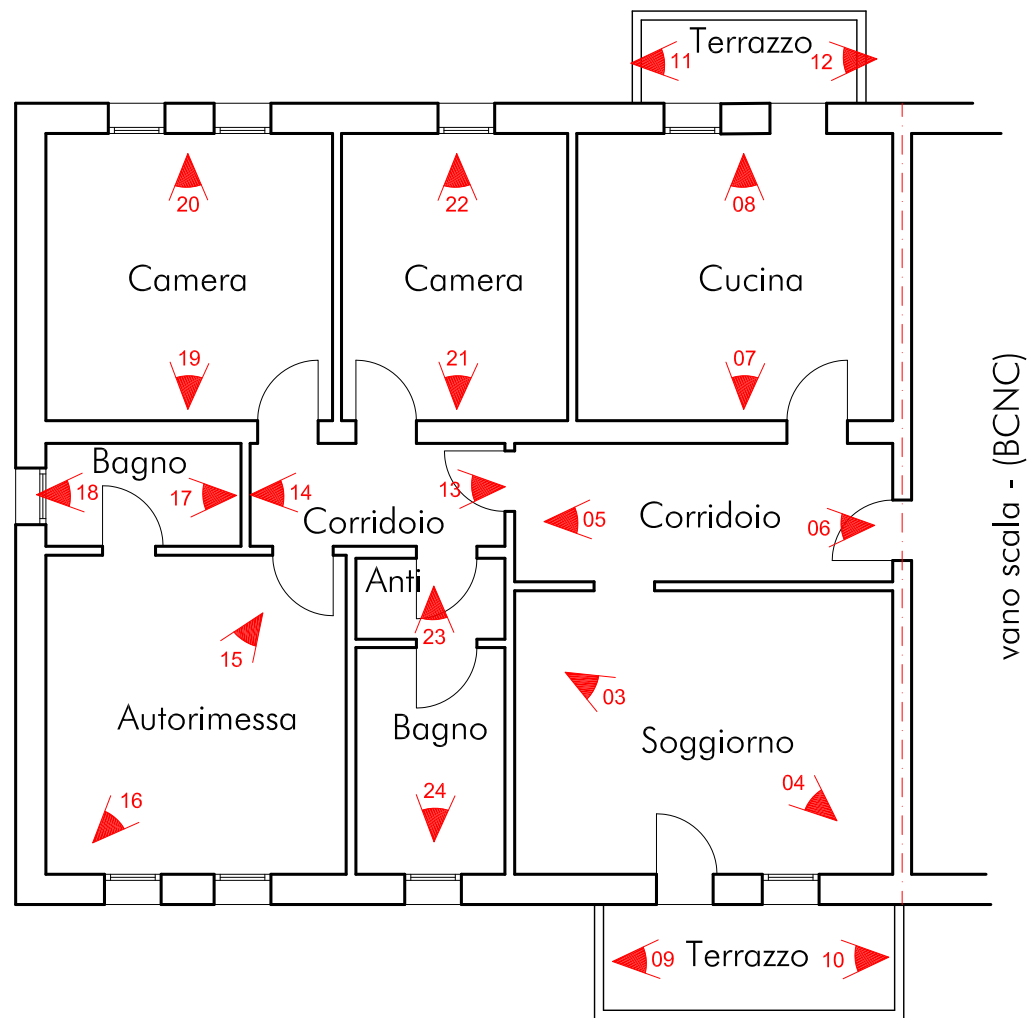 Terrazzo
11
12
20
22
08
Camera
Camera
Cucina
19
21
07
vano scala - (BCNC)
Bagno
18
17
14
13
Corridoio
05
Corridoio
06
Anti
23
15
03
Autorimessa
Bagno
Soggiorno
16
24
04
09
Terrazzo
10